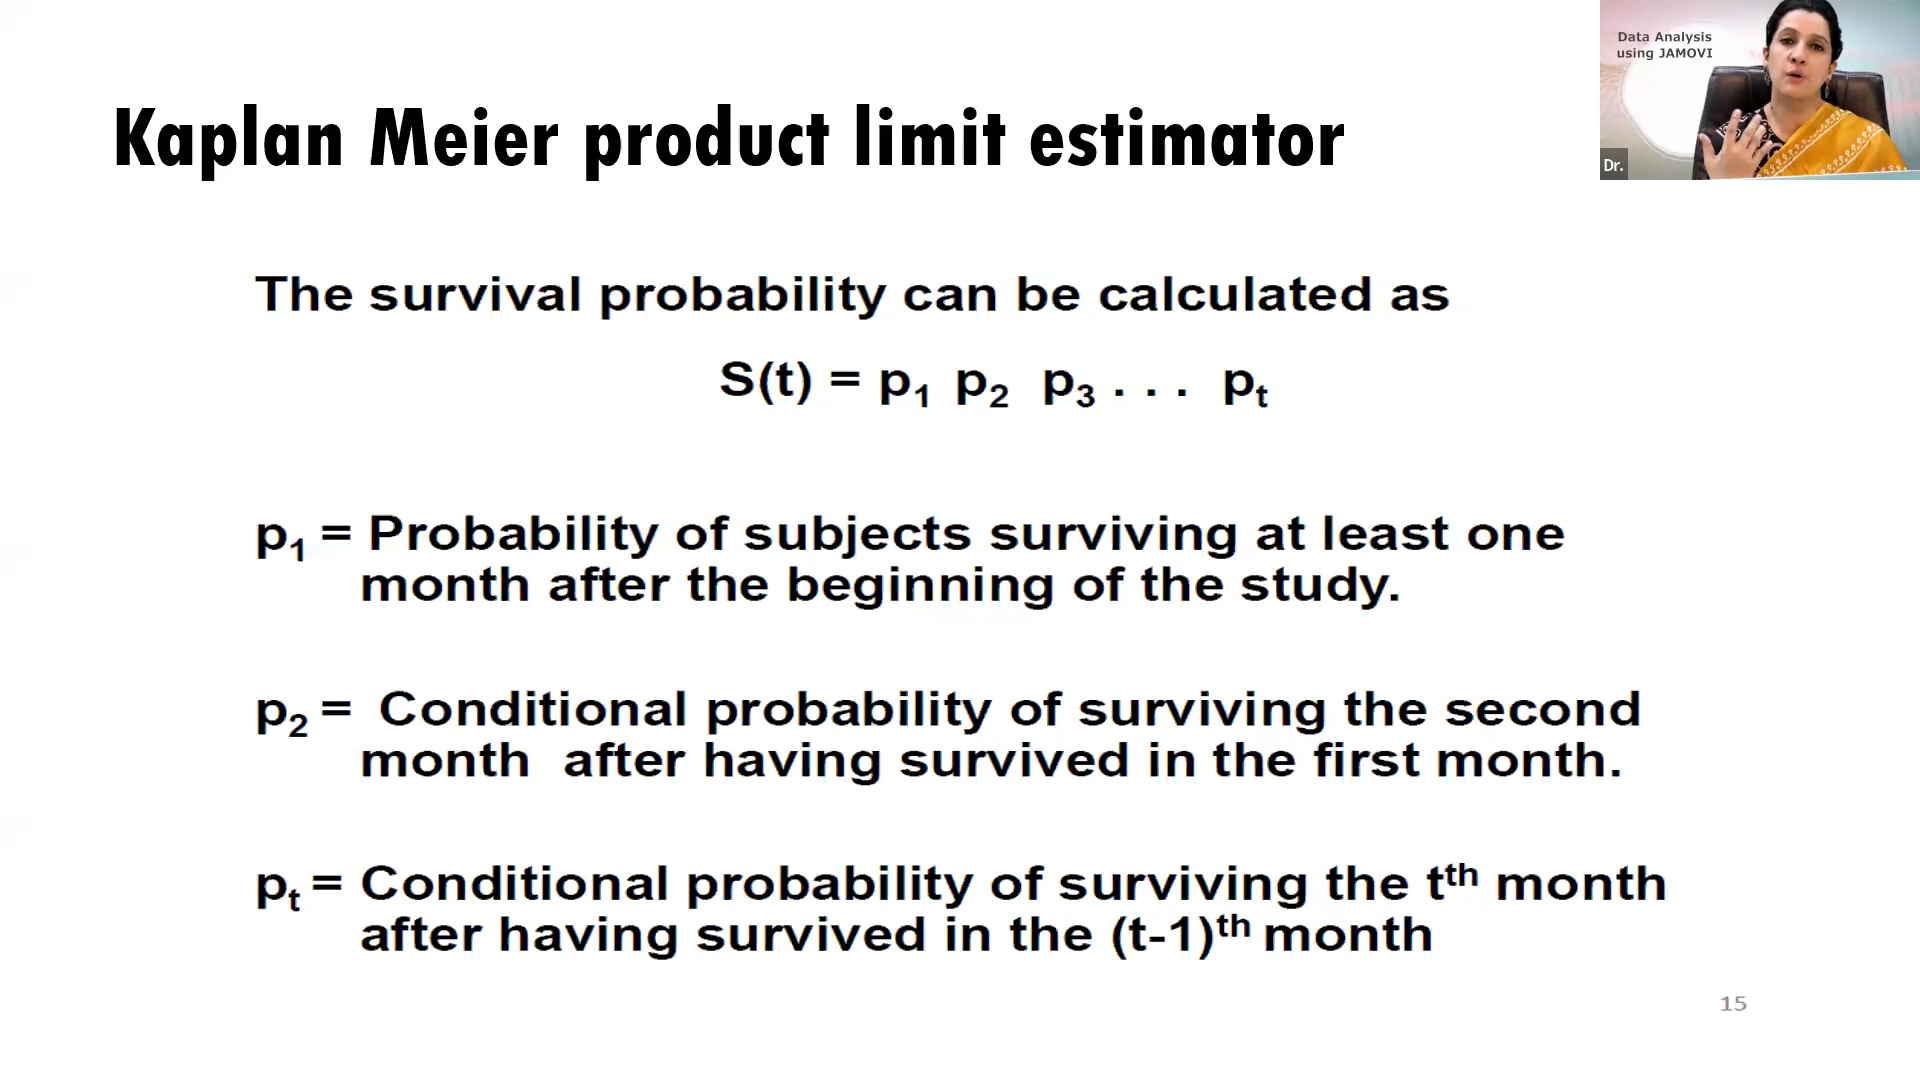 Data Analysis
using JAMOVI
Dr.
Kaplan Meier product limit estimator
The survival probability can be calculated as
S(t) = p₁ p₂ p₃ . . . pₜ
p₁ = Probability of subjects surviving at least one
month after the beginning of the study.
p₂ = Conditional probability of surviving the second
month after having survived in the first month.
pₜ = Conditional probability of surviving the tᵗʰ month
after having survived in the (t-1)ᵗʰ month
15